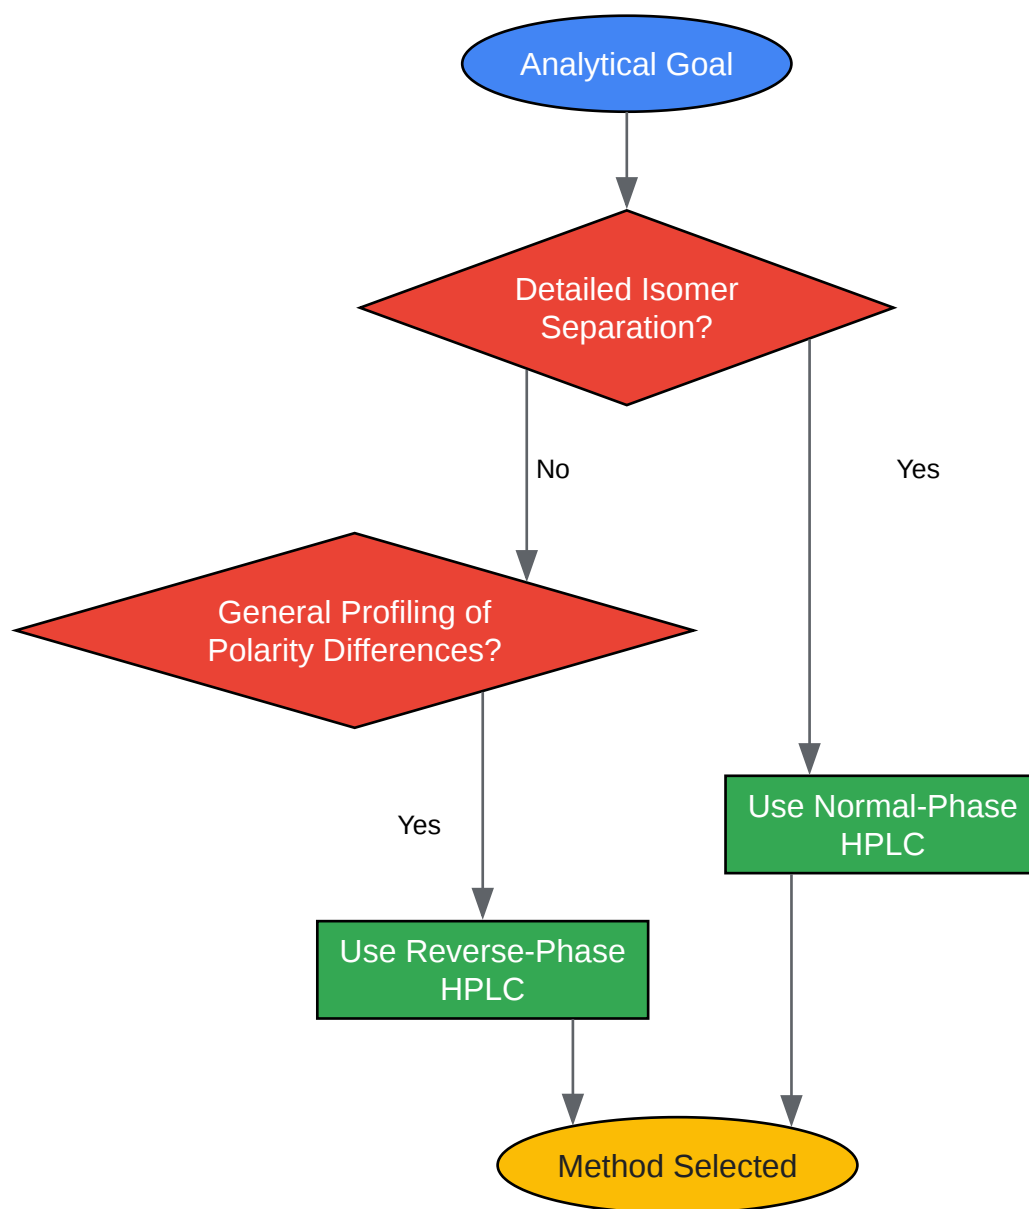 Analytical Goal
Detailed Isomer
Separation?
No
Yes
General Profiling of
Polarity Differences?
Yes
Use Normal-Phase
HPLC
Use Reverse-Phase
HPLC
Method Selected